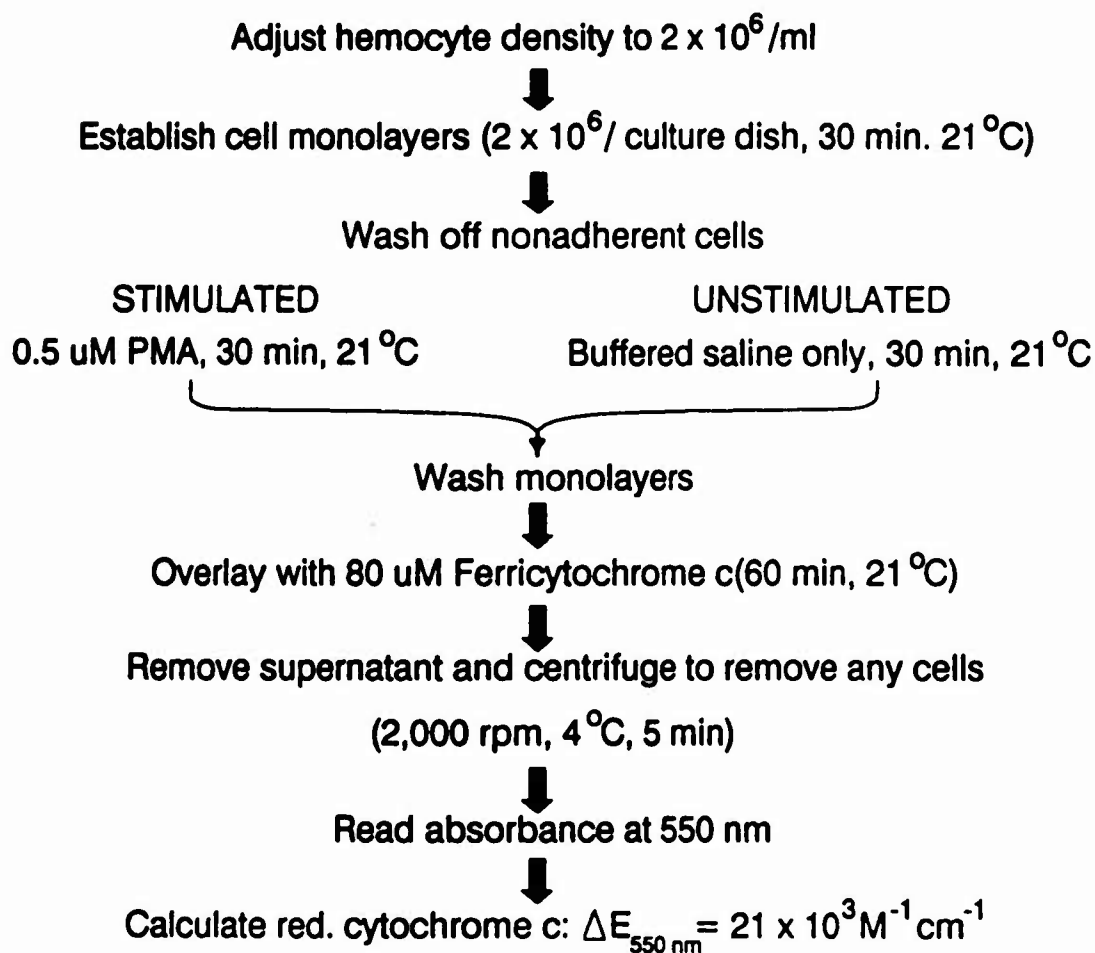 Adjust hemocyte density to 2 x 10⁶/ml
Establish cell monolayers (2 x 10⁶/ culture dish, 30 min. 21 °C)
Wash off nonadherent cells
STIMULATED
0.5 uM PMA, 30 min, 21 °C
UNSTIMULATED
Buffered saline only, 30 min, 21 °C
Wash monolayers
Overlay with 80 uM Ferricytochrome c(60 min, 21 °C)
Remove supernatant and centrifuge to remove any cells
(2,000 rpm, 4 °C, 5 min)
Read absorbance at 550 nm
Calculate red. cytochrome c: ΔE550 nm = 21 x 10³ M⁻¹ cm⁻¹